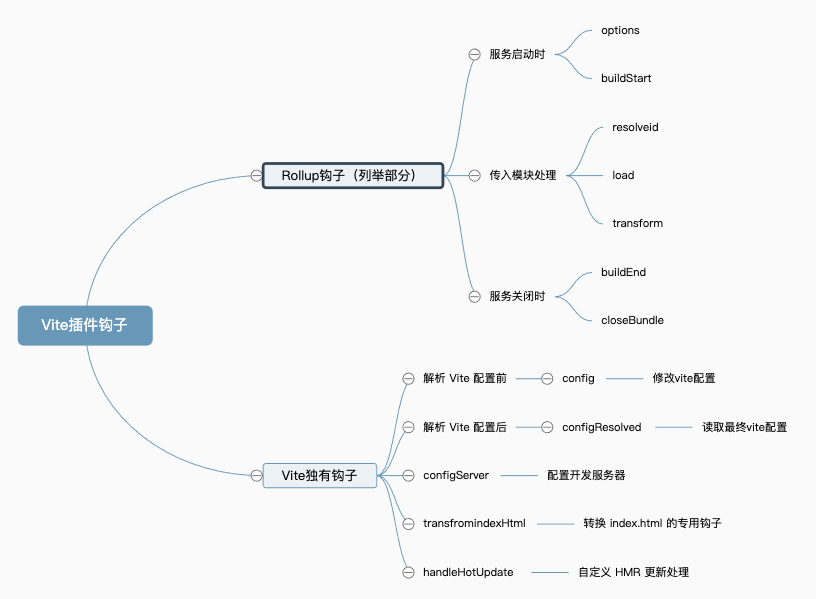 Vite插件钩子
Rollup钩子（列举部分）
服务启动时
options
buildStart
传入模块处理
resolveid
load
transform
服务关闭时
buildEnd
closeBundle
Vite独有钩子
解析 Vite 配置前
config
修改vite配置
解析 Vite 配置后
configResolved
读取最终vite配置
configServer
配置开发服务器
transfromindexHtml
转换 index.html 的专用钩子
handleHotUpdate
自定义 HMR 更新处理